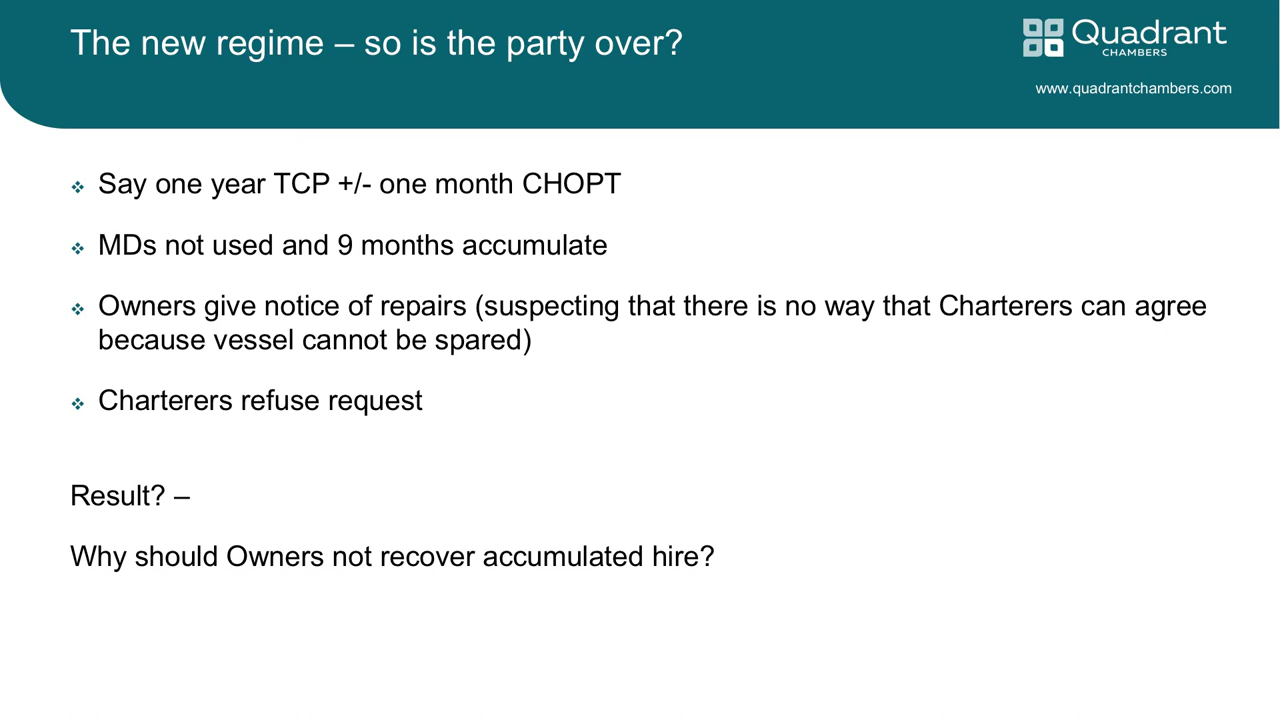 The new regime – so is the party over?
Quadrant
CHAMBERS
www.quadrantchambers.com
Say one year TCP +/- one month CHOPT
MDs not used and 9 months accumulate
Owners give notice of repairs (suspecting that there is no way that Charterers can agree
because vessel cannot be spared)
Charterers refuse request
Result? –
Why should Owners not recover accumulated hire?